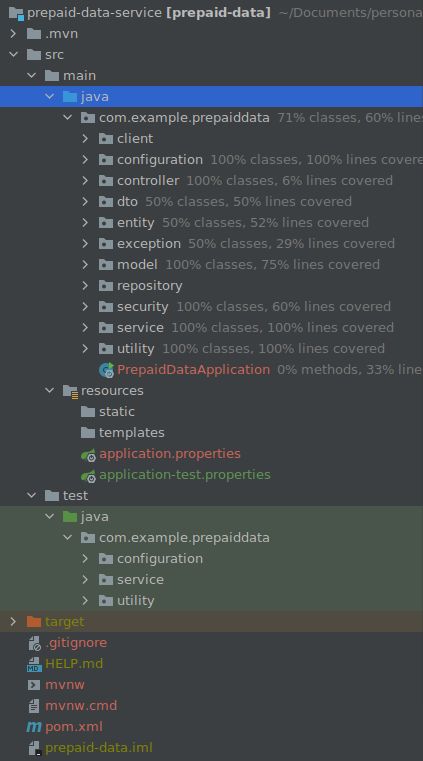 prepaid-data-service [prepaid-data] ~/Documents/persona
.mvn
src
main
java
com.example.prepaiddata 71% classes, 60% lines
client
configuration 100% classes, 100% lines covere
controller 100% classes, 6% lines covered
dto 50% classes, 50% lines covered
entity 50% classes, 52% lines covered
exception 50% classes, 29% lines covered
model 100% classes, 75% lines covered
repository
security 100% classes, 60% lines covered
service 100% classes, 100% lines covered
utility 100% classes, 100% lines covered
PrepaidDataApplication 0% methods, 33% line
resources
static
templates
application.properties
application-test.properties
test
java
com.example.prepaiddata
configuration
service
utility
target
.gitignore
MD HELP.md
mvnw
mvnw.cmd
m pom.xml
prepaid-data.iml